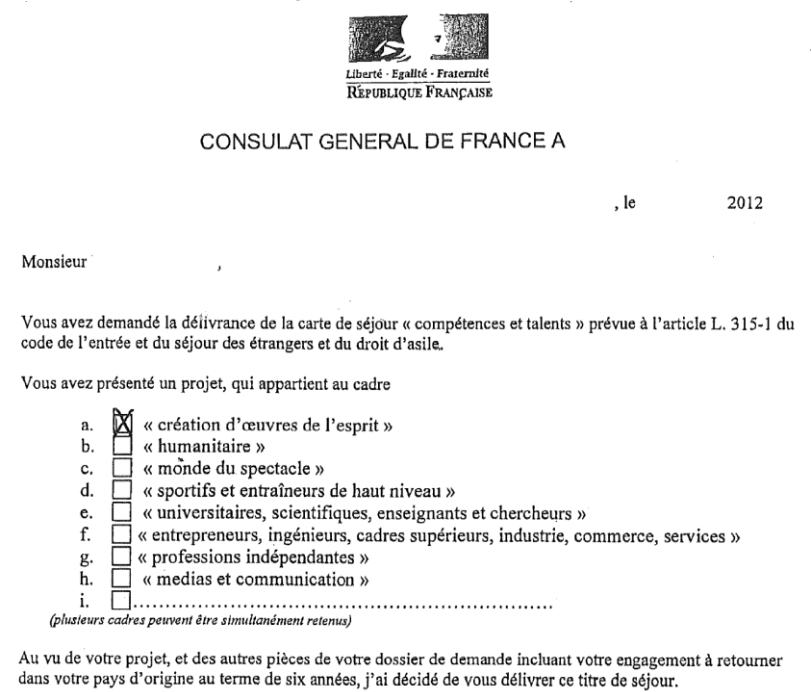 Liberté · Egalité · Fraternité
RÉPUBLIQUE FRANÇAISE
CONSULAT GENERAL DE FRANCE A
, le 2012
Monsieur ,
Vous avez demandé la délivrance de la carte de séjour « compétences et talents » prévue à l'article L. 315-1 du
code de l'entrée et du séjour des étrangers et du droit d'asile.
Vous avez présenté un projet, qui appartient au cadre
a. ☒ « création d'œuvres de l'esprit »
b. ☐ « humanitaire »
c. ☐ « monde du spectacle »
d. ☐ « sportifs et entraîneurs de haut niveau »
e. ☐ « universitaires, scientifiques, enseignants et chercheurs »
f. ☐ « entrepreneurs, ingénieurs, cadres supérieurs, industrie, commerce, services »
g. ☐ « professions indépendantes »
h. ☐ « medias et communication »
i. ☐ ................................................................
(plusieurs cadres peuvent être simultanément retenus)
Au vu de votre projet, et des autres pièces de votre dossier de demande incluant votre engagement à retourner
dans votre pays d'origine au terme de six années, j'ai décidé de vous délivrer ce titre de séjour.